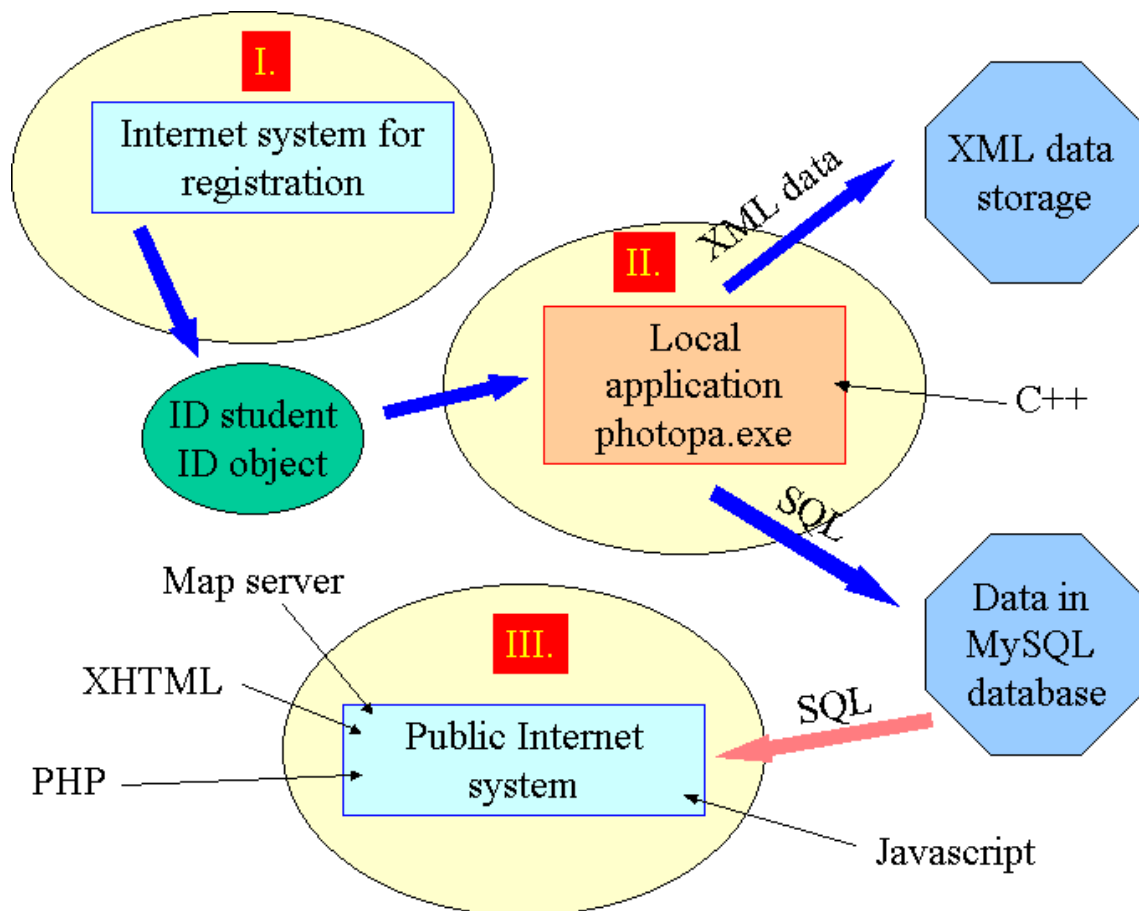 I.
Internet system for
registration
XML data
storage
XML data
II.
Local
application
photopa.exe
C++
ID student
ID object
SQL
Map server
Data in
MySQL
database
III.
XHTML
SQL
Public Internet
system
PHP
Javascript